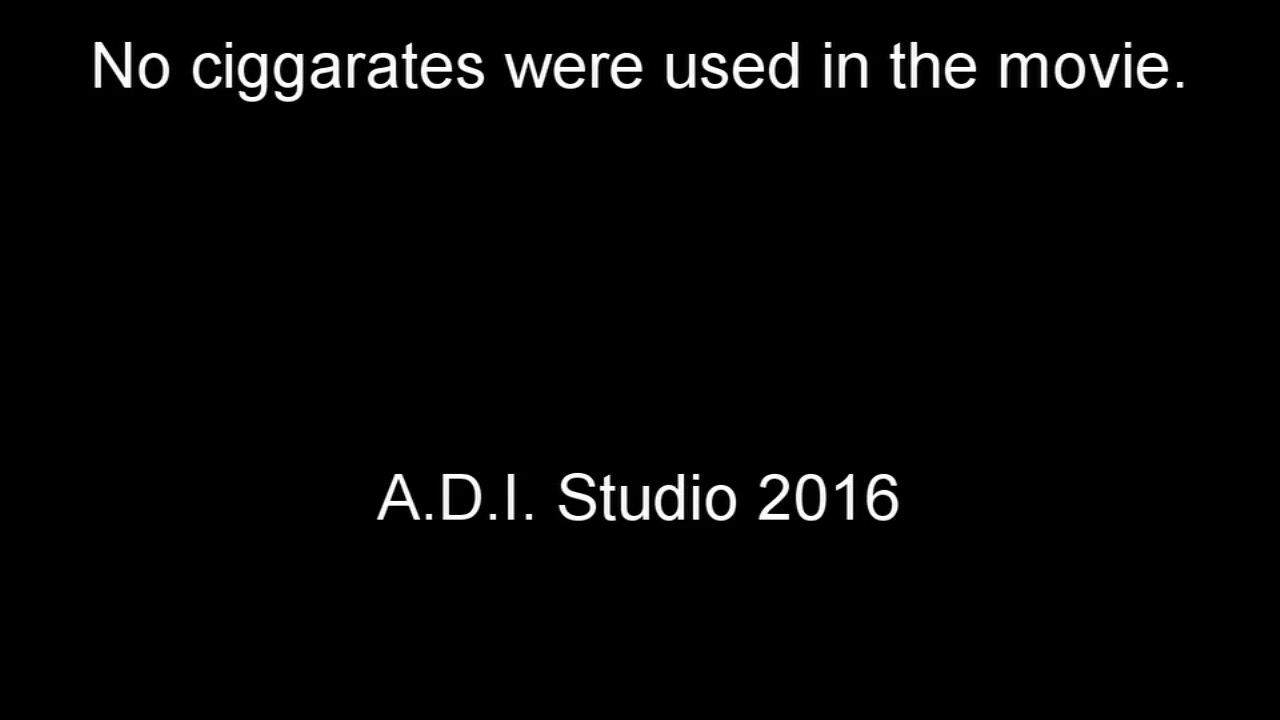 No ciggarates were used in the movie.
A.D.I. Studio 2016